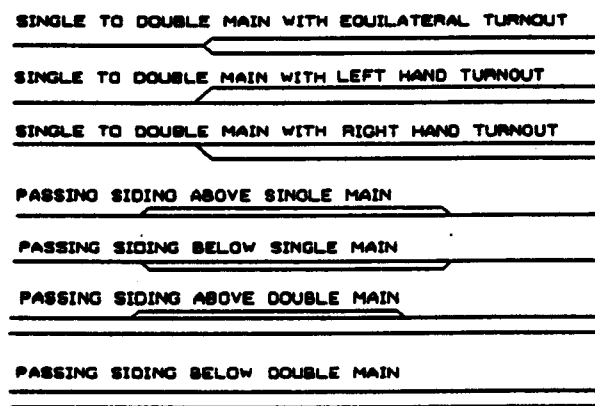 SINGLE TO DOUBLE MAIN WITH EQUILATERAL TURNOUT
SINGLE TO DOUBLE MAIN WITH LEFT HAND TURNOUT
SINGLE TO DOUBLE MAIN WITH RIGHT HAND TURNOUT
PASSING SIDING ABOVE SINGLE MAIN
PASSING SIDING BELOW SINGLE MAIN
PASSING SIDING ABOVE DOUBLE MAIN
PASSING SIDING BELOW DOUBLE MAIN